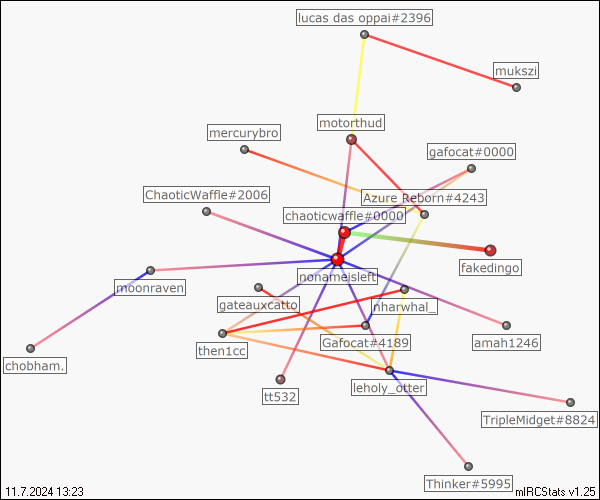 lucas das oppai#2396
mukszi
motorthud
mercurybro
gafocat#0000
ChaoticWaffle#2006
Azure Reborn#4243
chaoticwaffle#0000
fakedingo
nonameisleft
moonraven
gateauxcatto
nharwhal_
then1cc
Gafocat#4189
amah1246
chobham.
leholy_otter
tt532
TripleMidget#8824
Thinker#5995
11.7.2024 13:23
mIRCStats v1.25